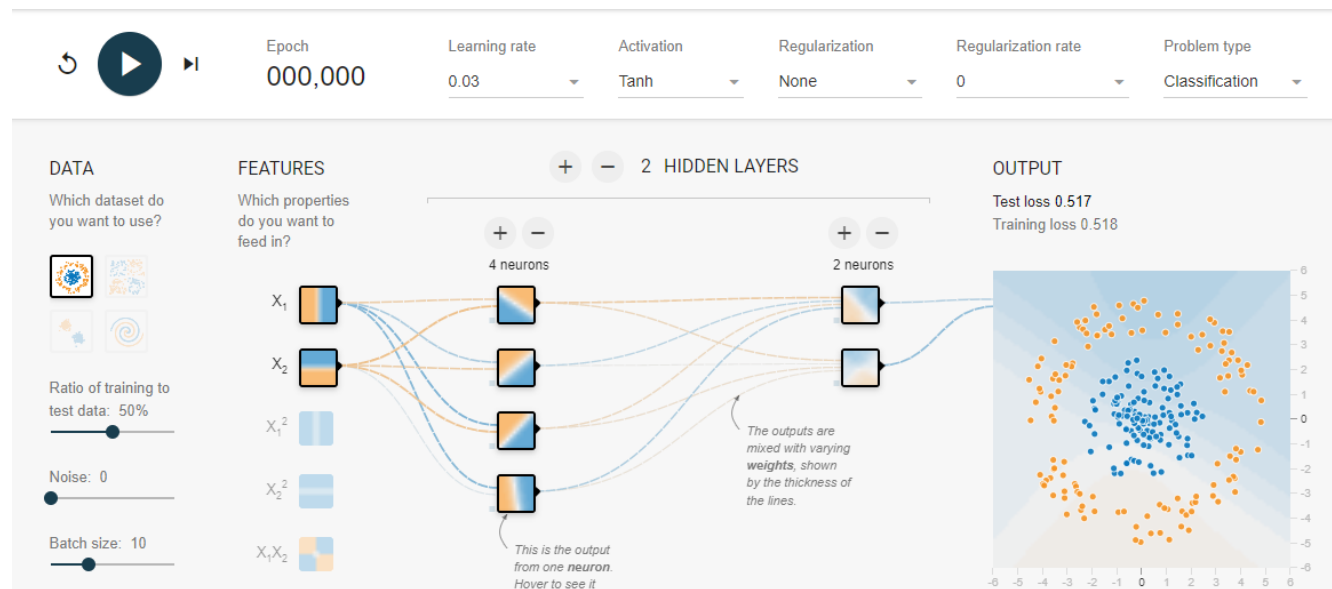 Epoch
000,000
Learning rate
0.03
Activation
Tanh
Regularization
None
Regularization rate
0
Problem type
Classification
DATA
Which dataset do
you want to use?
Ratio of training to
test data: 50%
Noise: 0
Batch size: 10
FEATURES
Which properties
do you want to
feed in?
X₁
X₂
X₁²
X₂²
X₁X₂
2 HIDDEN LAYERS
4 neurons
2 neurons
The outputs are
mixed with varying
weights, shown
by the thickness of
the lines.
This is the output
from one neuron.
Hover to see it
OUTPUT
Test loss 0.517
Training loss 0.518
6
5
4
3
2
1
0
-1
-2
-3
-4
-5
-6
-6 -5 -4 -3 -2 -1 0 1 2 3 4 5 6